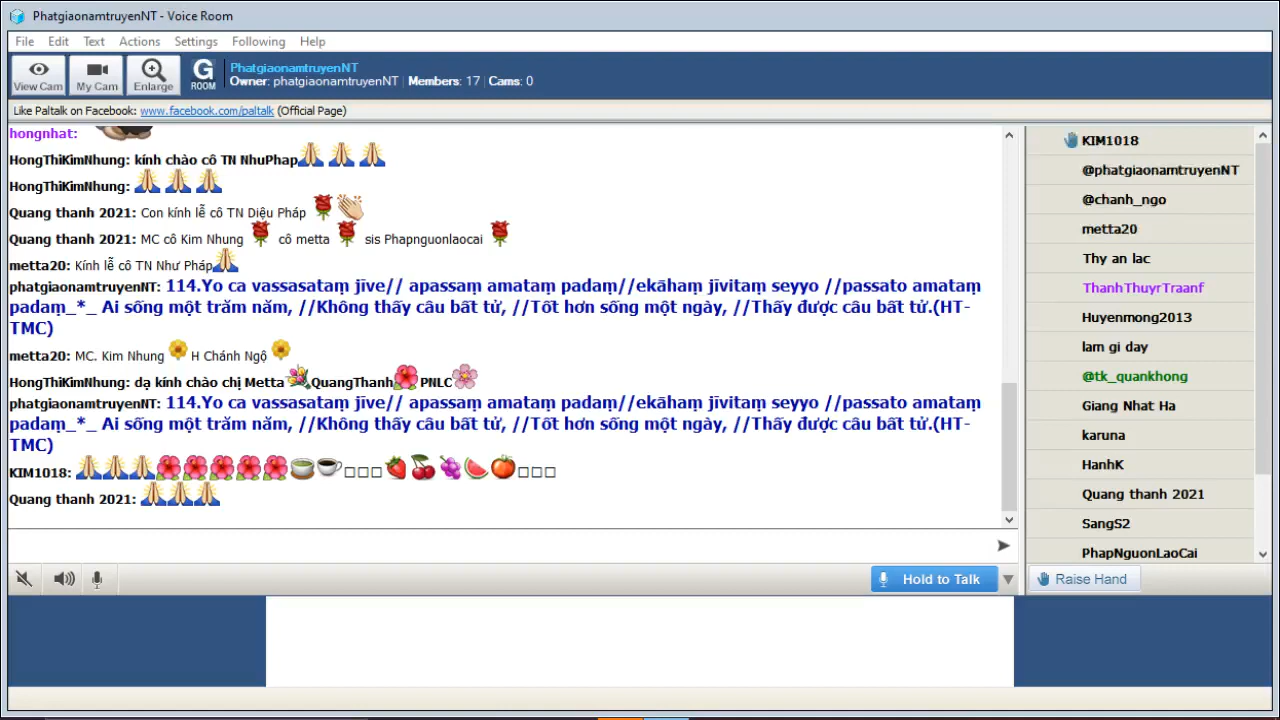 PhatgiaonamtruyenNT - Voice Room
File Edit Text Actions Settings Following Help
View Cam My Cam Enlarge G ROOM
PhatgiaonamtruyenNT
Owner: phatgiaonamtruyenNT | Members: 17 | Cams: 0
Like Paltalk on Facebook: www.facebook.com/paltalk (Official Page)
hongnhat:
HongThiKimNhung: kính chào cô TN NhuPhap🙏 🙏 🙏
HongThiKimNhung: 🙏 🙏 🙏
Quang thanh 2021: Con kính lễ cô TN Diệu Pháp 🌹👏
Quang thanh 2021: MC cô Kim Nhung 🌹 cô metta 🌹 sis Phapnguonlaocai 🌹
metta20: Kính lễ cô TN Như Pháp🙏
phatgiaonamtruyenNT: 114.Yo ca vassasataṃ jīve// apassaṃ amataṃ padaṃ//ekāhaṃ jīvitaṃ seyyo //passato amataṃ
padaṃ_*_ Ai sống một trăm năm, //Không thấy câu bất tử, //Tốt hơn sống một ngày, //Thấy được câu bất tử.(HT-
TMC)
metta20: MC. Kim Nhung 🌼 H Chánh Ngộ 🌼
HongThiKimNhung: dạ kính chào chị Metta 💐QuangThanh🌺 PNLC🌸
phatgiaonamtruyenNT: 114.Yo ca vassasataṃ jīve// apassaṃ amataṃ padaṃ//ekāhaṃ jīvitaṃ seyyo //passato amataṃ
padaṃ_*_ Ai sống một trăm năm, //Không thấy câu bất tử, //Tốt hơn sống một ngày, //Thấy được câu bất tử.(HT-
TMC)
KIM1018: 🙏🙏🙏🌺🌺🌺🌺🌺🍵☕□□□🍓🍒🍇🍉🍅□□□
Quang thanh 2021: 🙏🙏🙏
Hold to Talk
KIM1018
@phatgiaonamtruyenNT
@chanh_ngo
metta20
Thy an lac
ThanhThuyrTraanf
Huyenmong2013
lam gi day
@tk_quankhong
Giang Nhat Ha
karuna
HanhK
Quang thanh 2021
SangS2
PhapNguonLaoCai
Raise Hand